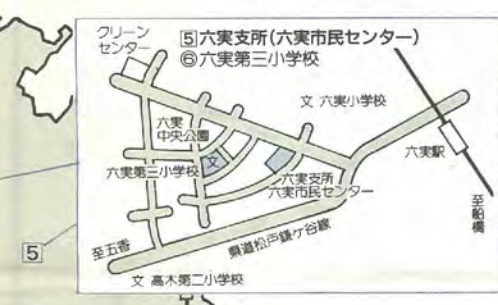 クリーン
センター
5六実支所(六実市民センター)
⑥六実第三小学校
文 六実小学校
六実
中央公園
六実駅
六実第三小学校
文
六実支所
六実市民センター
至船橋
至五香
県道松戸鎌ケ谷線
文 高木第二小学校
5